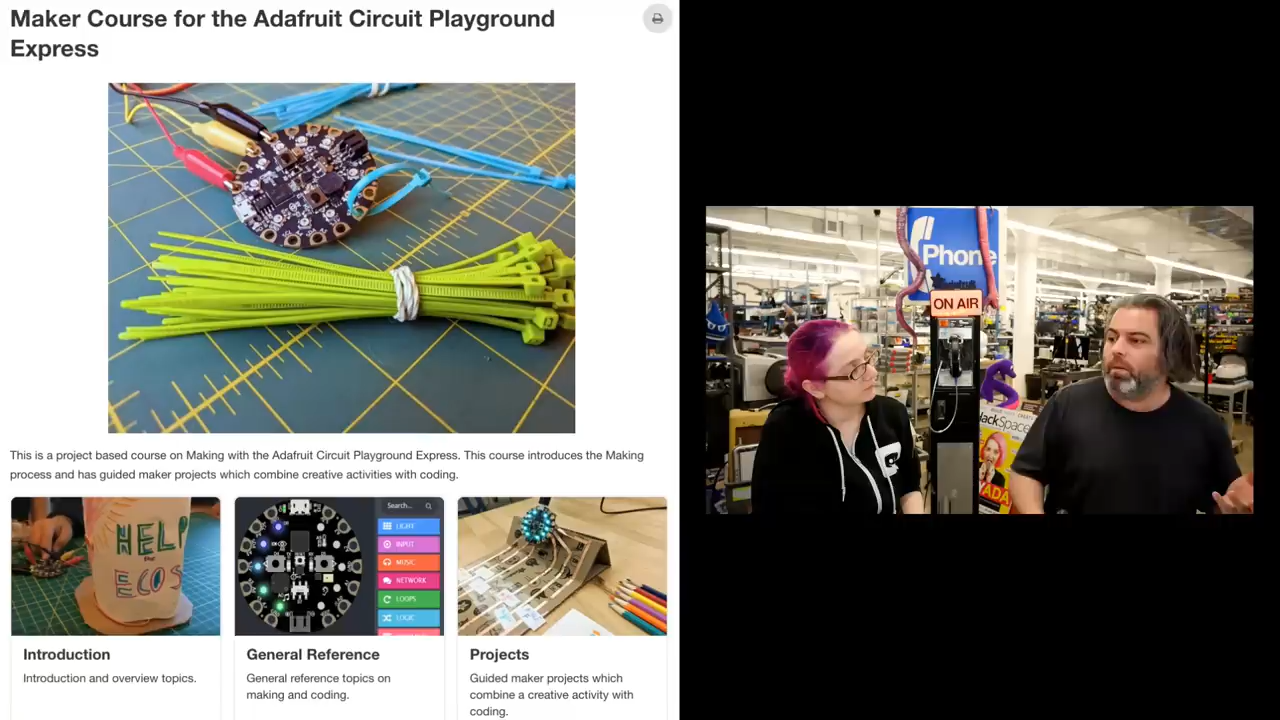 Maker Course for the Adafruit Circuit Playground
Express
This is a project based course on Making with the Adafruit Circuit Playground Express. This course introduces the Making
process and has guided maker projects which combine creative activities with coding.
HELP
ECOS
Search...
LIGHT
INPUT
MUSIC
NETWORK
LOOPS
LOGIC
Introduction
Introduction and overview topics.
General Reference
General reference topics on
making and coding.
Projects
Guided maker projects which
combine a creative activity with
coding.
Phone
ON AIR
HackSpace